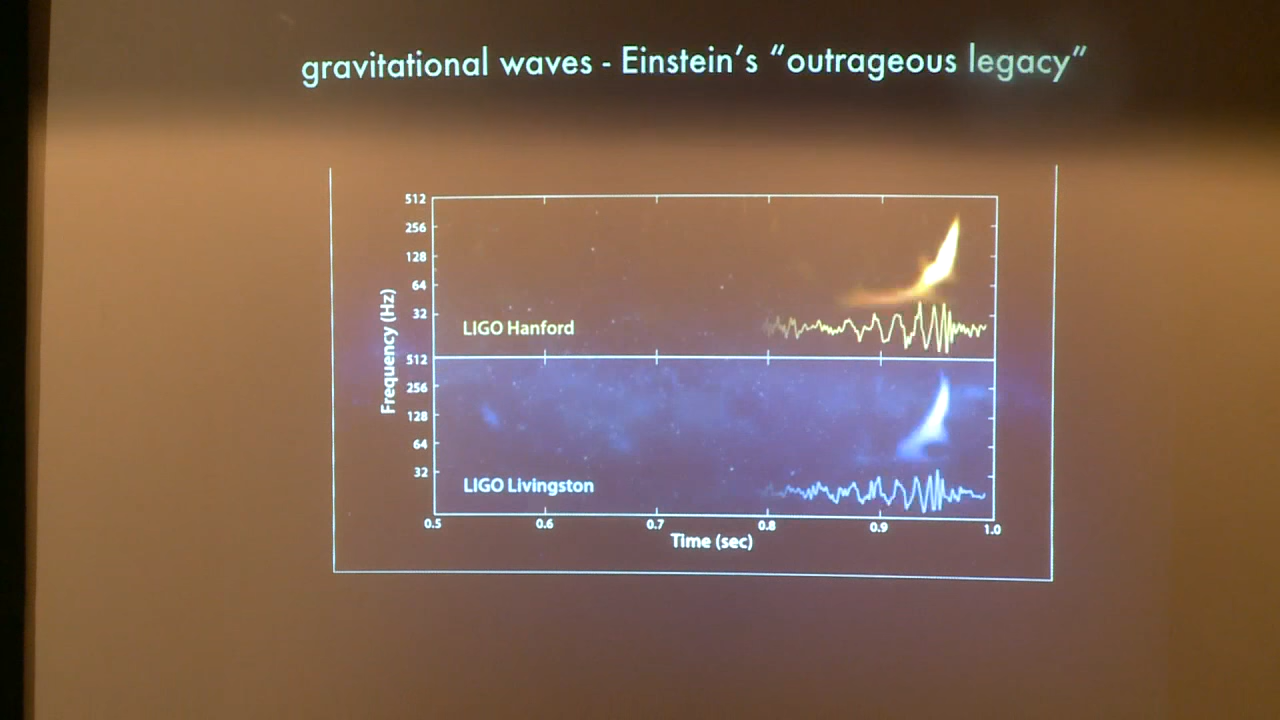 gravitational waves - Einstein's “outrageous legacy”
512
256
128
64
32
LIGO Hanford
512
256
128
64
32
LIGO Livingston
Frequency (Hz)
0.5 0.6 0.7 0.8 0.9 1.0
Time (sec)